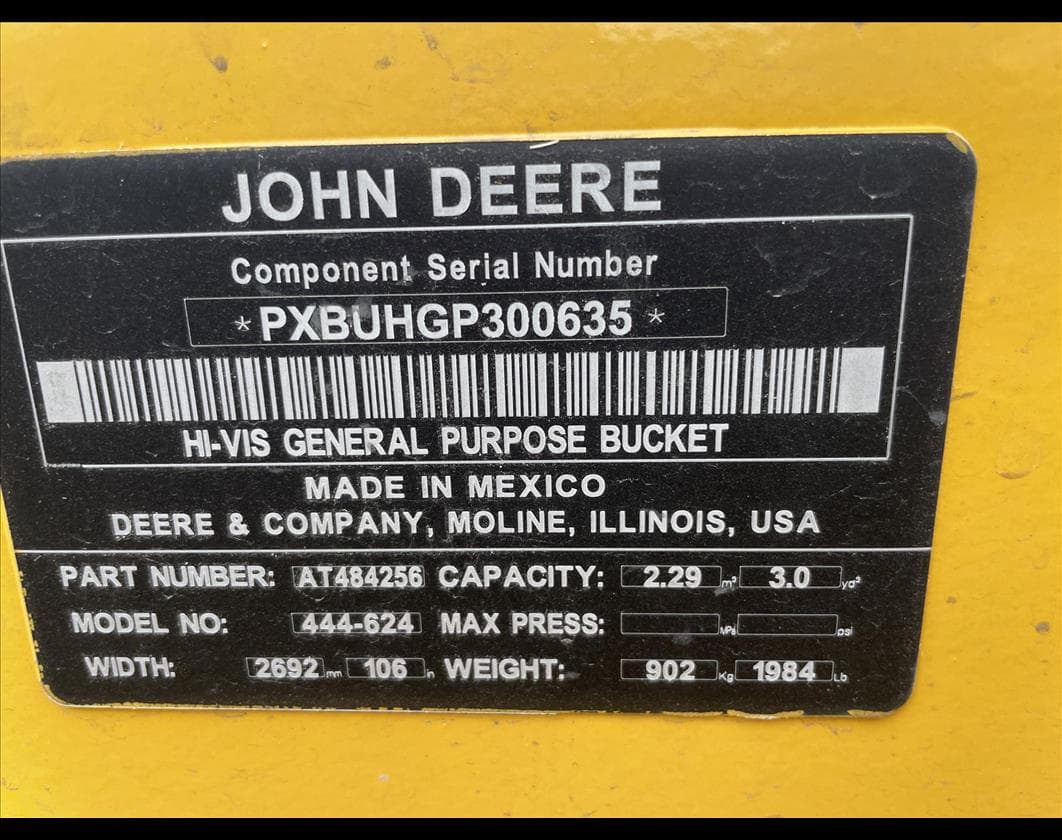 JOHN DEERE
Component Serial Number
*PXBUHGP300635*
HI-VIS GENERAL PURPOSE BUCKET
MADE IN MEXICO
DEERE & COMPANY, MOLINE, ILLINOIS, USA
PART NUMBER: AT484256 CAPACITY: 2.29 m³ 3.0 yd³
MODEL NO: 444-624 MAX PRESS: MPa psi
WIDTH: 2692 mm 106 in WEIGHT: 902 Kg 1984 Lb